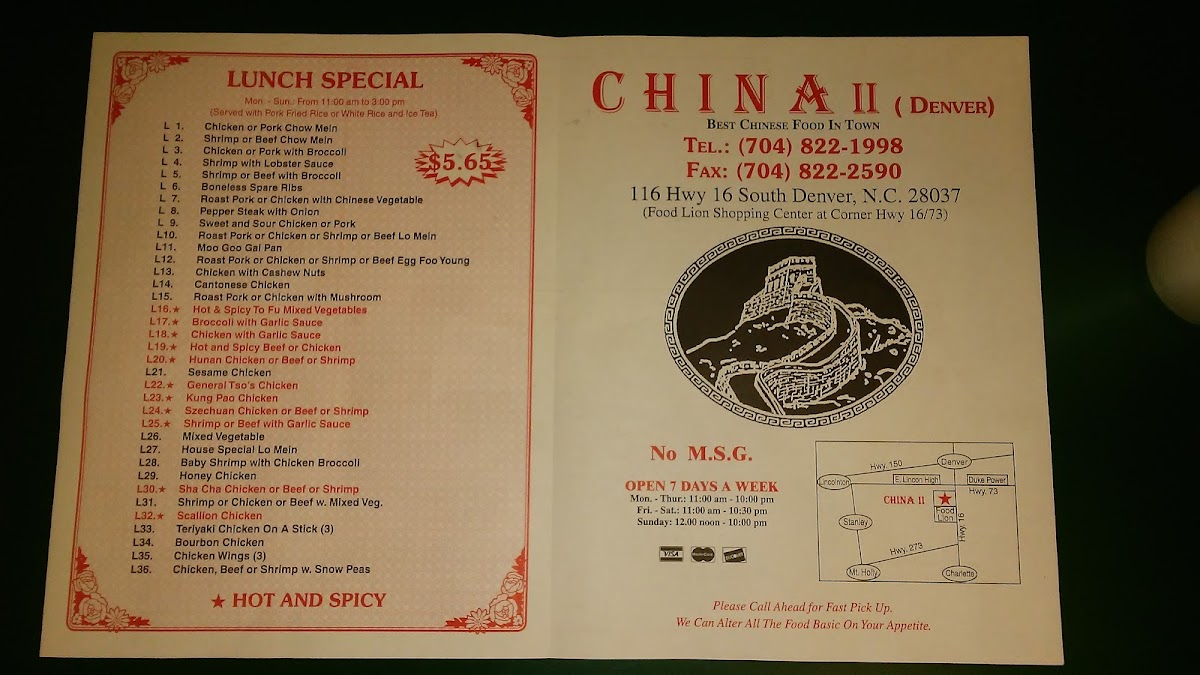 LUNCH SPECIAL
Mon. - Sun.: From 11:00 am to 3:00 pm
(Served with Pork Fried Rice or White Rice and Ice Tea)
$5.65
L 1. Chicken or Pork Chow Mein
L 2. Shrimp or Beef Chow Mein
L 3. Chicken or Pork with Broccoli
L 4. Shrimp with Lobster Sauce
L 5. Shrimp or Beef with Broccoli
L 6. Boneless Spare Ribs
L 7. Roast Pork or Chicken with Chinese Vegetable
L 8. Pepper Steak with Onion
L 9. Sweet and Sour Chicken or Pork
L10. Roast Pork or Chicken or Shrimp or Beef Lo Mein
L11. Moo Goo Gai Pan
L12. Roast Pork or Chicken or Shrimp or Beef Egg Foo Young
L13. Chicken with Cashew Nuts
L14. Cantonese Chicken
L15. Roast Pork or Chicken with Mushroom
L16.★ Hot & Spicy To Fu Mixed Vegetables
L17.★ Broccoli with Garlic Sauce
L18.★ Chicken with Garlic Sauce
L19.★ Hot and Spicy Beef or Chicken
L20.★ Hunan Chicken or Beef or Shrimp
L21. Sesame Chicken
L22.★ General Tso's Chicken
L23.★ Kung Pao Chicken
L24.★ Szechuan Chicken or Beef or Shrimp
L25.★ Shrimp or Beef with Garlic Sauce
L26. Mixed Vegetable
L27. House Special Lo Mein
L28. Baby Shrimp with Chicken Broccoli
L29. Honey Chicken
L30.★ Sha Cha Chicken or Beef or Shrimp
L31. Shrimp or Chicken or Beef w. Mixed Veg.
L32.★ Scallion Chicken
L33. Teriyaki Chicken On A Stick (3)
L34. Bourbon Chicken
L35. Chicken Wings (3)
L36. Chicken, Beef or Shrimp w. Snow Peas
★ HOT AND SPICY
CHINA II (DENVER)
BEST CHINESE FOOD IN TOWN
TEL.: (704) 822-1998
FAX: (704) 822-2590
116 Hwy 16 South Denver, N.C. 28037
(Food Lion Shopping Center at Corner Hwy 16/73)
No M.S.G.
OPEN 7 DAYS A WEEK
Mon. - Thur.: 11:00 am - 10:00 pm
Fri. - Sat.: 11:00 am - 10:30 pm
Sunday: 12.00 noon - 10:00 pm
VISA
MasterCard
DISCOVER
Denver
Hwy. 150
Lincolnton
E. Lincon High
Duke Power
Hwy. 73
CHINA II
Food
Lion
Hwy. 16
Stanley
Hwy. 273
Mt. Holly
Charlotte
Please Call Ahead for Fast Pick Up.
We Can Alter All The Food Basic On Your Appetite.